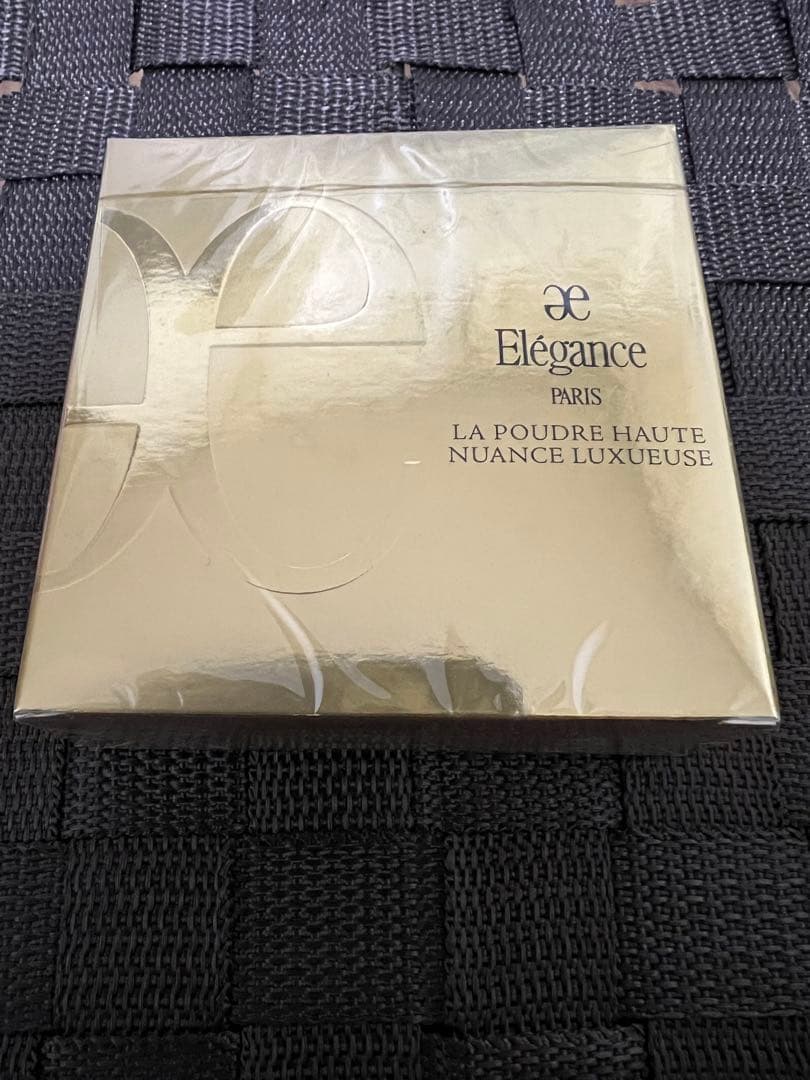 æ
Elégance
PARIS
LA POUDRE HAUTE
NUANCE LUXUEUSE